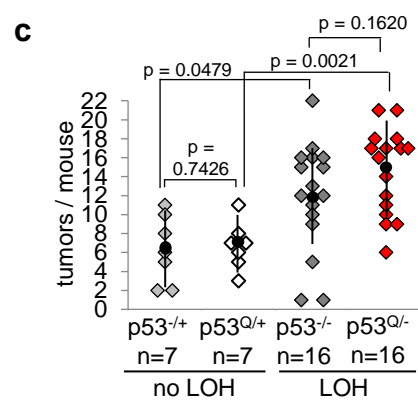 c
p = 0.1620
p = 0.0479
p = 0.0021
p =
0.7426
tumors / mouse
22
20
18
16
14
12
10
8
6
4
2
0
p53-/+ p53Q/+ p53-/- p53Q/-
n=7 n=7 n=16 n=16
no LOH LOH